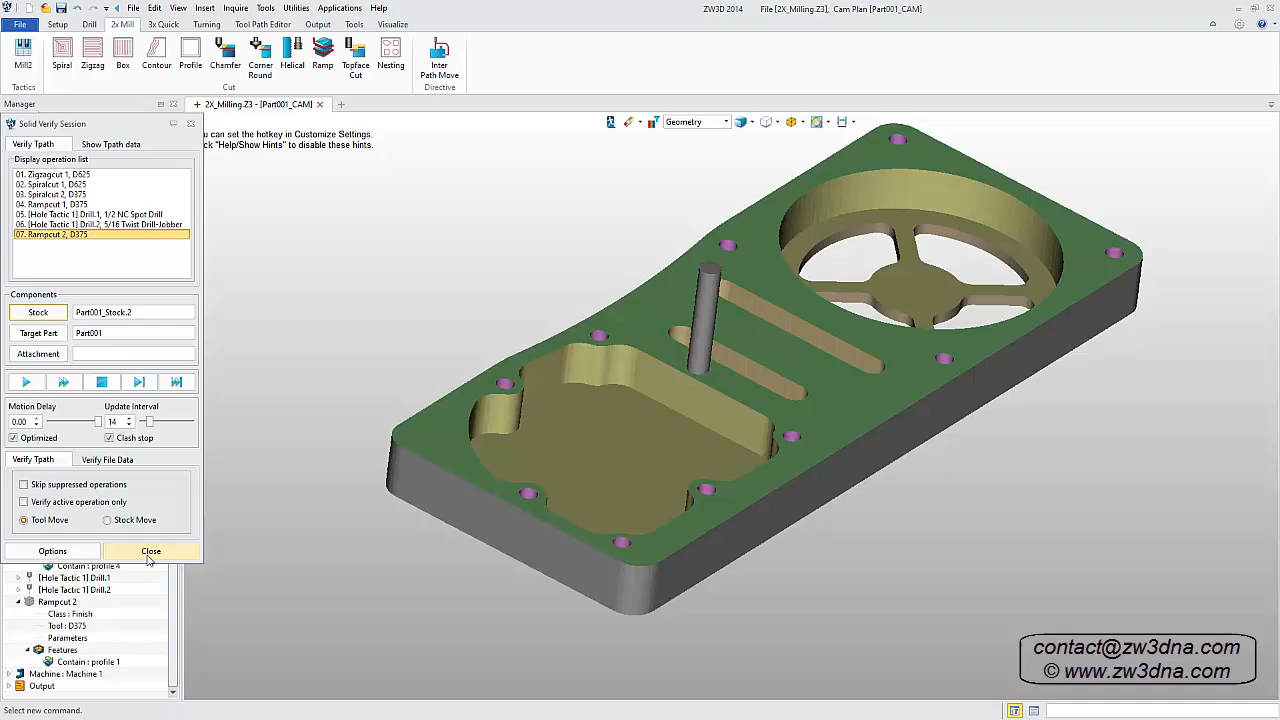 File Edit View Insert Inquire Tools Utilities Applications Help
ZW3D 2014 File [2X_Milling.Z3], Cam Plan [Part001_CAM]
File Setup Drill 2x Mill 3x Quick Turning Tool Path Editor Output Tools Visualize
Mill2 Spiral Zigzag Box Contour Profile Chamfer Corner Round Helical Ramp Topface Cut Nesting Inter Path Move
Tactics Cut Directive
Manager
2X_Milling.Z3 - [Part001_CAM]
Solid Verify Session
u can set the hotkey in Customize Settings.
ck "Help/Show Hints" to disable these hints.
Geometry
Verify Tpath Show Tpath data
Display operation list
01. Zigzagcut 1, D625
02. Spiralcut 1, D625
03. Spiralcut 2, D375
04. Rampcut 1, D375
05. [Hole Tactic 1] Drill.1, 1/2 NC Spot Drill
06. [Hole Tactic 1] Drill.2, 5/16 Twist Drill-Jobber
07. Rampcut 2, D375
Components
Stock Part001_Stock.2
Target Part Part001
Attachment
Motion Delay Update Interval
0.00 14
Optimized Clash stop
Verify Tpath Verify File Data
Skip suppressed operations
Verify active operation only
Tool Move Stock Move
Options Close
Contain : profile 4
[Hole Tactic 1] Drill.1
[Hole Tactic 1] Drill.2
Rampcut 2
Class : Finish
Tool : D375
Parameters
Features
Contain : profile 1
Machine : Machine 1
Output
contact@zw3dna.com
© www.zw3dna.com
Select new command.